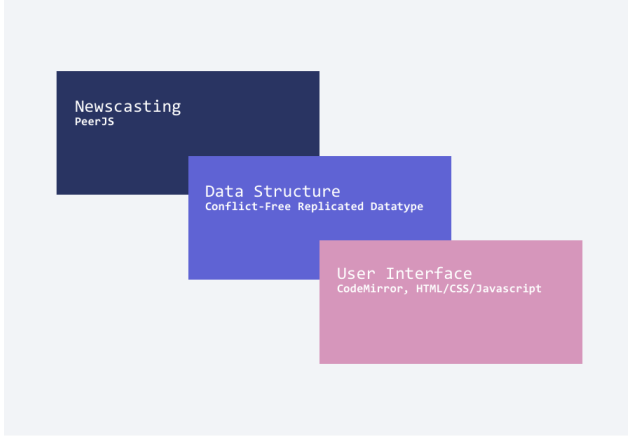 Newscasting
PeerJS
Data Structure
Conflict-Free Replicated Datatype
User Interface
CodeMirror, HTML/CSS/Javascript